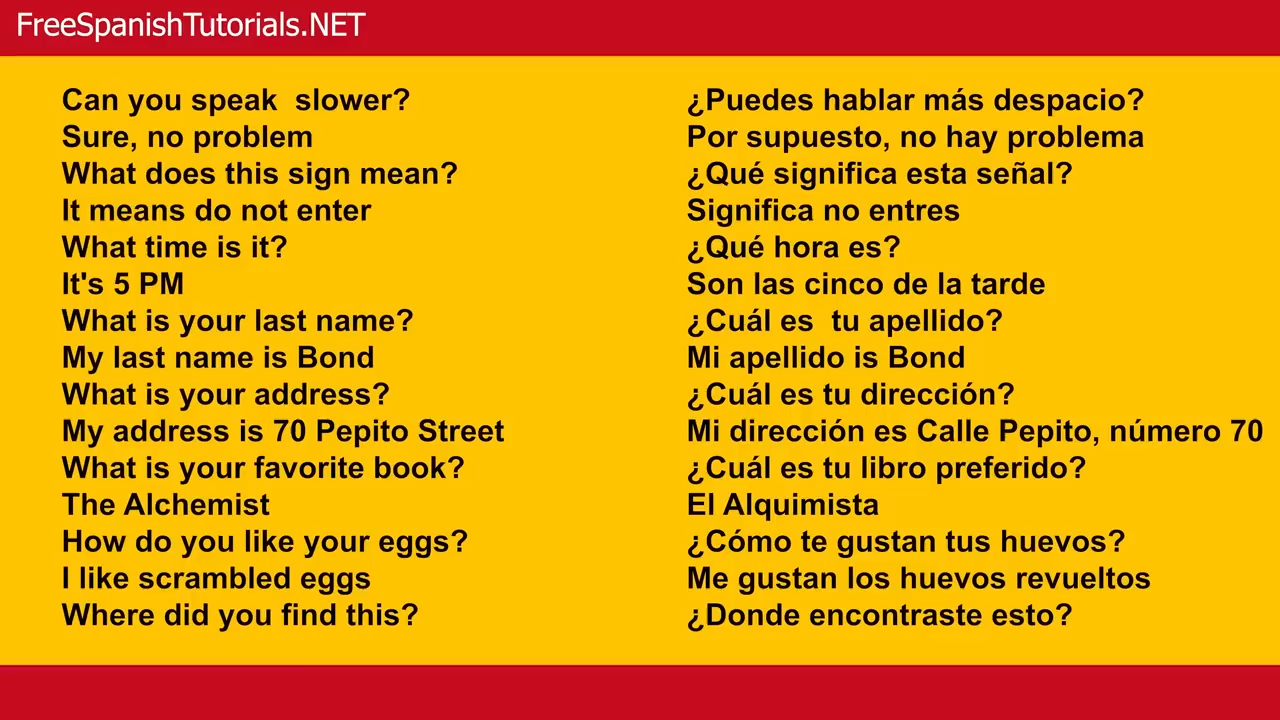 FreeSpanishTutorials.NET
Can you speak  slower? ¿Puedes hablar más despacio?
Sure, no problem Por supuesto, no hay problema
What does this sign mean? ¿Qué significa esta señal?
It means do not enter Significa no entres
What time is it? ¿Qué hora es?
It's 5 PM Son las cinco de la tarde
What is your last name? ¿Cuál es  tu apellido?
My last name is Bond Mi apellido is Bond
What is your address? ¿Cuál es tu dirección?
My address is 70 Pepito Street Mi dirección es Calle Pepito, número 70
What is your favorite book? ¿Cuál es tu libro preferido?
The Alchemist El Alquimista
How do you like your eggs? ¿Cómo te gustan tus huevos?
I like scrambled eggs Me gustan los huevos revueltos
Where did you find this? ¿Donde encontraste esto?